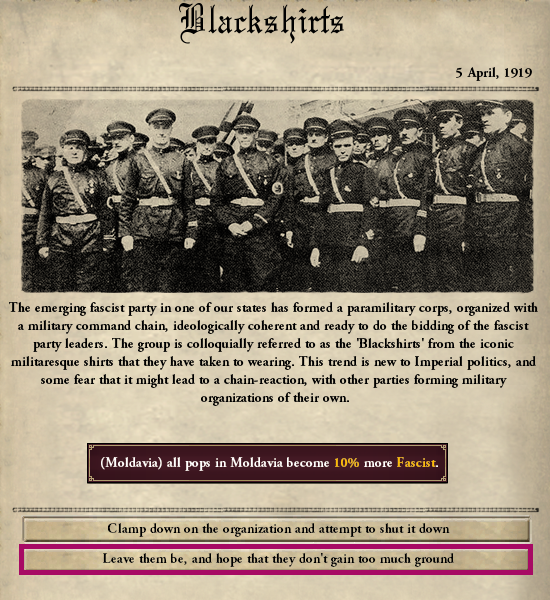 Blackshirts
5 April, 1919
The emerging fascist party in one of our states has formed a paramilitary corps, organized with
a military command chain, ideologically coherent and ready to do the bidding of the fascist
party leaders. The group is colloquially referred to as the 'Blackshirts' from the iconic
militaresque shirts that they have taken to wearing. This trend is new to Imperial politics, and
some fear that it might lead to a chain-reaction, with other parties forming military
organizations of their own.
(Moldavia) all pops in Moldavia become 10% more Fascist.
Clamp down on the organization and attempt to shut it down
Leave them be, and hope that they don't gain too much ground